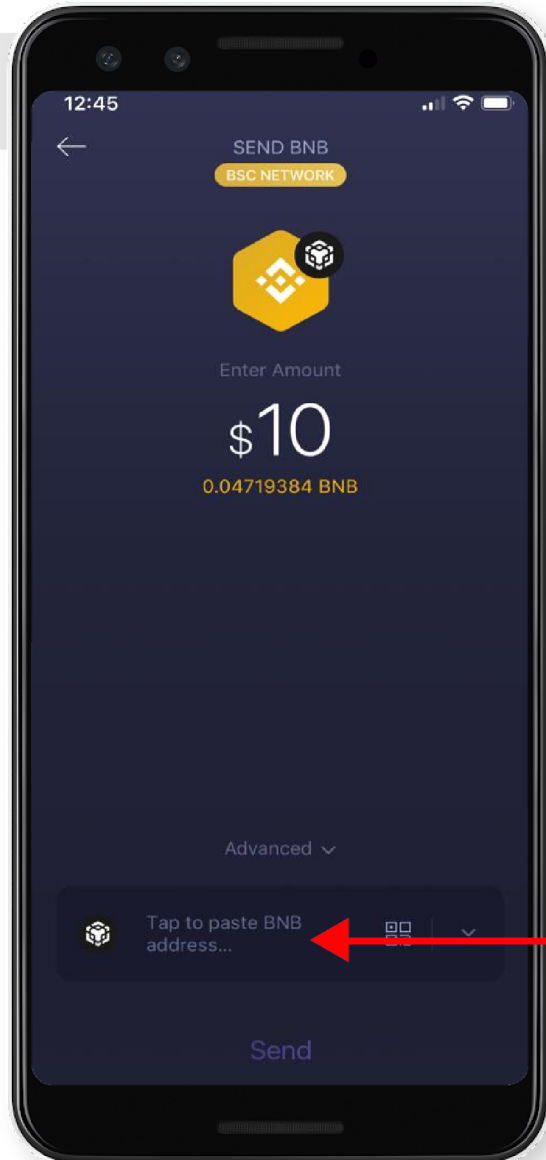 12:45
SEND BNB
BSC NETWORK
Enter Amount
$10
0.04719384 BNB
Advanced
Tap to paste BNB
address...
Send